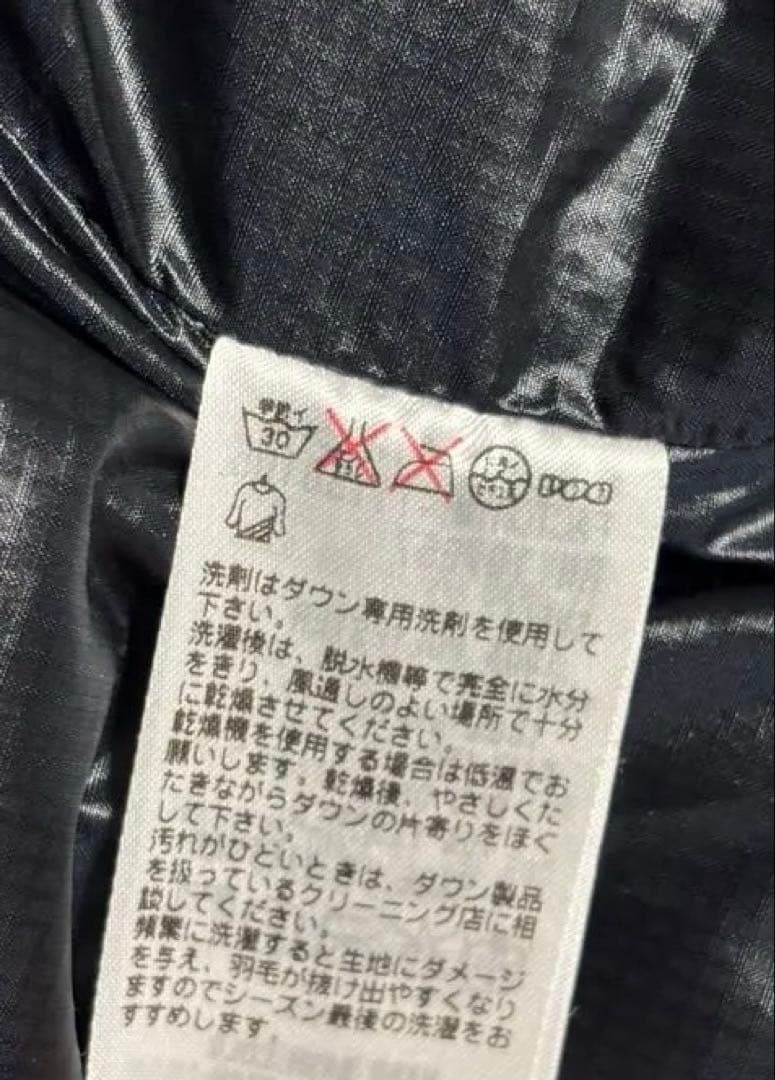 手洗イ
30
洗剤はダウン専用洗剤を使用して
下さい。
洗濯後は、脱水機等で完全に水分
をきり、風通しのよい場所で十分
に乾燥させてください。
乾燥機を使用する場合は低温でお
願いします。乾燥後、やさしくた
たきながらダウンの片寄りをほぐ
して下さい。
汚れがひどいときは、ダウン製品
を扱っているクリーニング店に相
談してください。
頻繁に洗濯すると生地にダメージ
を与え、羽毛が抜け出やすくなり
ますのでシーズン最後の洗濯をお
すすめします。